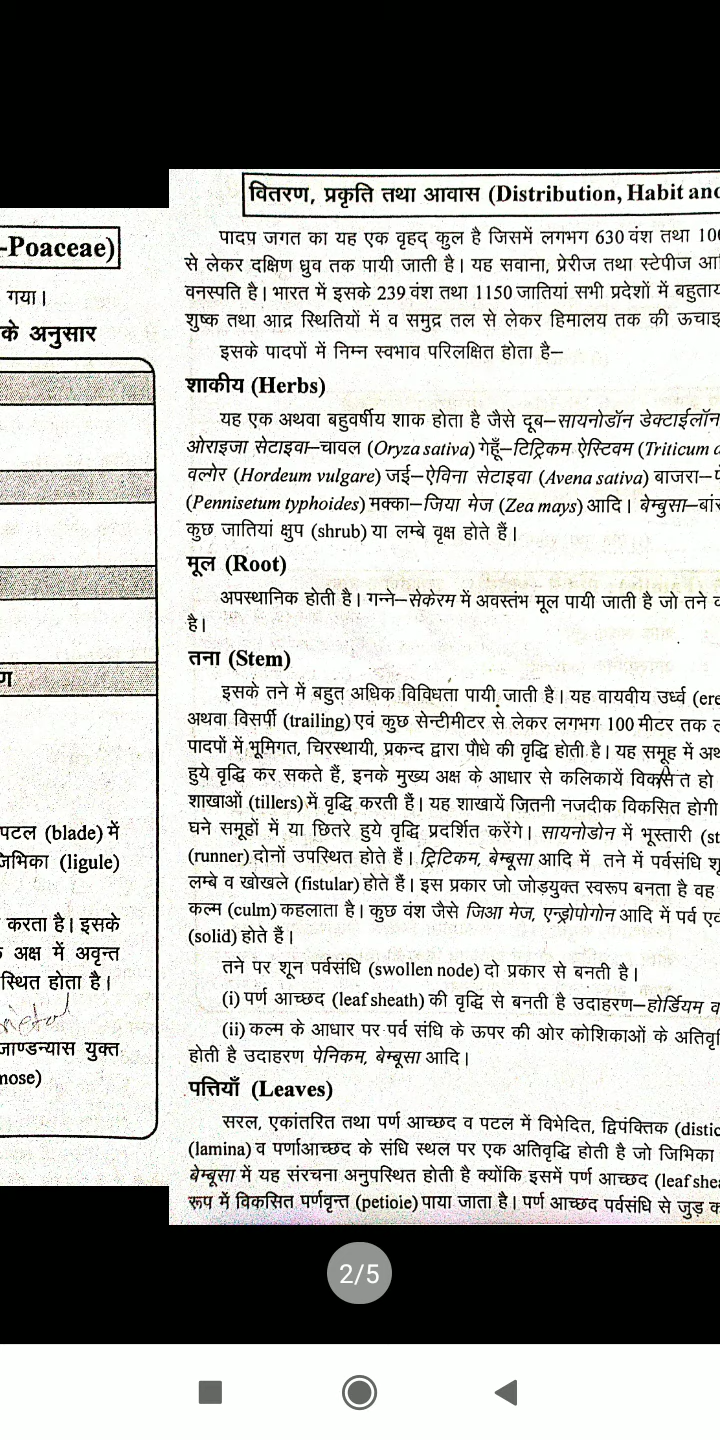 -Poaceae)
गया।
के अनुसार
ण
पटल (blade) में
जिभिका (ligule)
करता है। इसके
अक्ष में अवृन्त
स्थित होता है।
जाण्डन्यास युक्त
mose)
वितरण, प्रकृति तथा आवास (Distribution, Habit and
पादप जगत का यह एक वृहद् कुल है जिसमें लगभग 630 वंश तथा 100
से लेकर दक्षिण ध्रुव तक पायी जाती है। यह सवाना, प्रेरीज तथा स्टेपीज आ
वनस्पति है। भारत में इसके 239 वंश तथा 1150 जातियां सभी प्रदेशों में बहुताय
शुष्क तथा आद्र स्थितियों में व समुद्र तल से लेकर हिमालय तक की ऊचाइ
इसके पादपों में निम्न स्वभाव परिलक्षित होता है–
शाकीय (Herbs)
यह एक अथवा बहुवर्षीय शाक होता है जैसे दूब–सायनोडॉन डेक्टाईलॉन
ओराइजा सेटाइवा–चावल (Oryza sativa) गेहूँ–टिट्रिकम ऐस्टिवम (Triticum a
वल्गेर (Hordeum vulgare) जई–ऐविना सेटाइवा (Avena sativa) बाजरा–पे
(Pennisetum typhoides) मक्का–जिया मेज (Zea mays) आदि। बेम्बुसा–बांस
कुछ जातियां क्षुप (shrub) या लम्बे वृक्ष होते हैं।
मूल (Root)
अपस्थानिक होती है। गन्ने–सेकेरम में अवस्तंभ मूल पायी जाती है जो तने क
है।
तना (Stem)
इसके तने में बहुत अधिक विविधता पायी जाती है। यह वायवीय उर्ध्व (ere
अथवा विसर्पी (trailing) एवं कुछ सेन्टीमीटर से लेकर लगभग 100 मीटर तक ल
पादपों में भूमिगत, चिरस्थायी, प्रकन्द द्वारा पौधे की वृद्धि होती है। यह समूह में अथ
हुये वृद्धि कर सकते हैं, इनके मुख्य अक्ष के आधार से कलिकायें विकसित हो
शाखाओं (tillers) में वृद्धि करती हैं। यह शाखायें जितनी नजदीक विकसित होगी
घने समूहों में या छितरे हुये वृद्धि प्रदर्शित करेंगे। सायनोडोन में भूस्तारी (st
(runner) दोनों उपस्थित होते हैं। ट्रिटिकम, बेम्बूसा आदि में तने में पर्वसंधि शू
लम्बे व खोखले (fistular) होते हैं। इस प्रकार जो जोड़युक्त स्वरूप बनता है वह
कल्म (culm) कहलाता है। कुछ वंश जैसे जिआ मेज, एन्ड्रोपोगोन आदि में पर्व एवं
(solid) होते हैं।
तने पर शून पर्वसंधि (swollen node) दो प्रकार से बनती है।
(i) पर्ण आच्छद (leaf sheath) की वृद्धि से बनती है उदाहरण–होर्डियम व
(ii) कल्म के आधार पर पर्व संधि के ऊपर की ओर कोशिकाओं के अतिवृ
होती है उदाहरण पेनिकम, बेम्बूसा आदि।
पत्तियाँ (Leaves)
सरल, एकांतरित तथा पर्ण आच्छद व पटल में विभेदित, द्विपंक्तिक (distic
(lamina) व पर्णाआच्छद के संधि स्थल पर एक अतिवृद्धि होती है जो जिभिका
बेम्बूसा में यह संरचना अनुपस्थित होती है क्योंकि इसमें पर्ण आच्छद (leaf shea
रूप में विकसित पर्णवृन्त (petioie) पाया जाता है। पर्ण आच्छद पर्वसंधि से जुड़ क
2/5